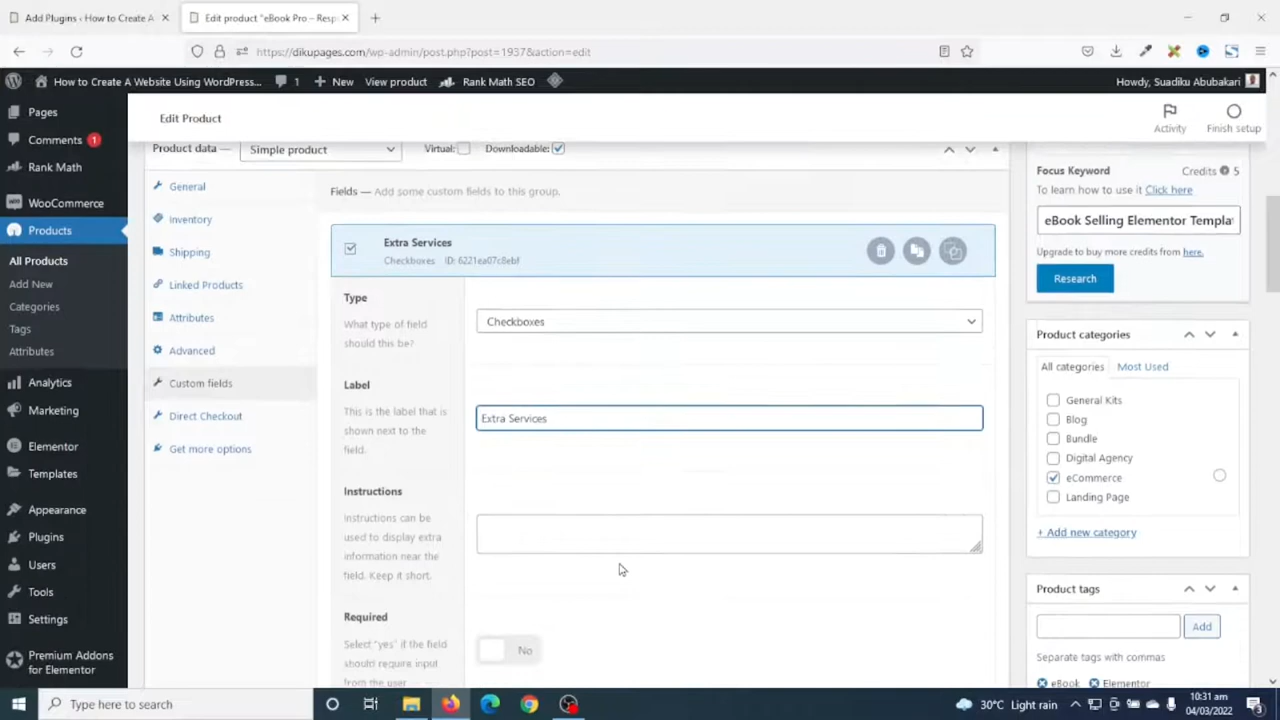 Add Plugins ‹ How to Create A
Edit product "eBook Pro – Resp
https://dikupages.com/wp-admin/post.php?post=1937&action=edit
How to Create A Website Using WordPress...
1
New
View product
Rank Math SEO
Howdy, Suadiku Abubakari
Pages
Comments 1
Rank Math
WooCommerce
Products
All Products
Add New
Categories
Tags
Attributes
Analytics
Marketing
Elementor
Templates
Appearance
Plugins
Users
Tools
Settings
Premium Addons
for Elementor
Edit Product
Activity
Finish setup
Product data —
Simple product
Virtual:
Downloadable:
General
Inventory
Shipping
Linked Products
Attributes
Advanced
Custom fields
Direct Checkout
Get more options
Fields — Add some custom fields to this group.
Extra Services
Checkboxes ID: 6221ea07c8ebf
Type
What type of field
should this be?
Checkboxes
Label
This is the label that is
shown next to the
field.
Extra Services
Instructions
Instructions can be
used to display extra
information near the
field. Keep it short.
Required
Select "yes" if the field
should require input
from the user
No
Focus Keyword
Credits 5
To learn how to use it Click here
eBook Selling Elementor Templat
Upgrade to buy more credits from here.
Research
Product categories
All categories
Most Used
General Kits
Blog
Bundle
Digital Agency
eCommerce
Landing Page
+ Add new category
Product tags
Add
Separate tags with commas
eBook
Elementor
Type here to search
30°C Light rain
10:31 am
04/03/2022
3